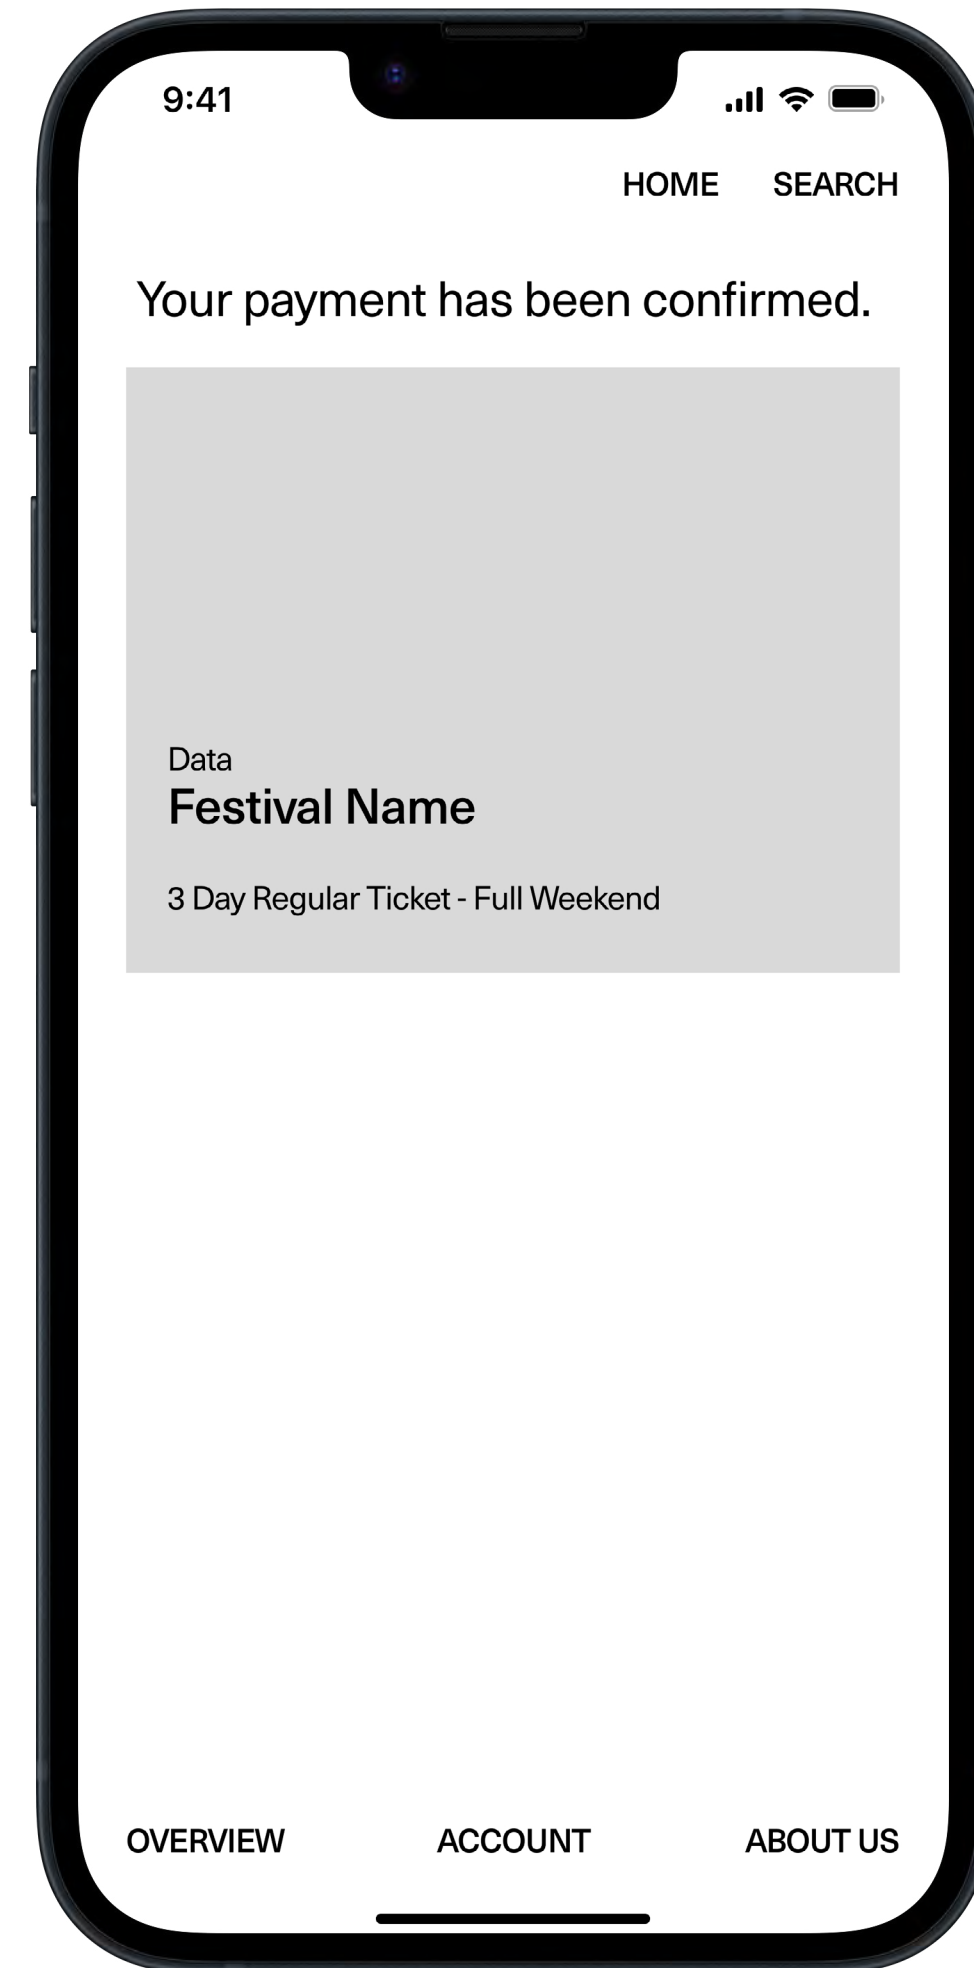 9:41
HOME SEARCH
Your payment has been confirmed.
Data
Festival Name
3 Day Regular Ticket - Full Weekend
OVERVIEW ACCOUNT ABOUT US